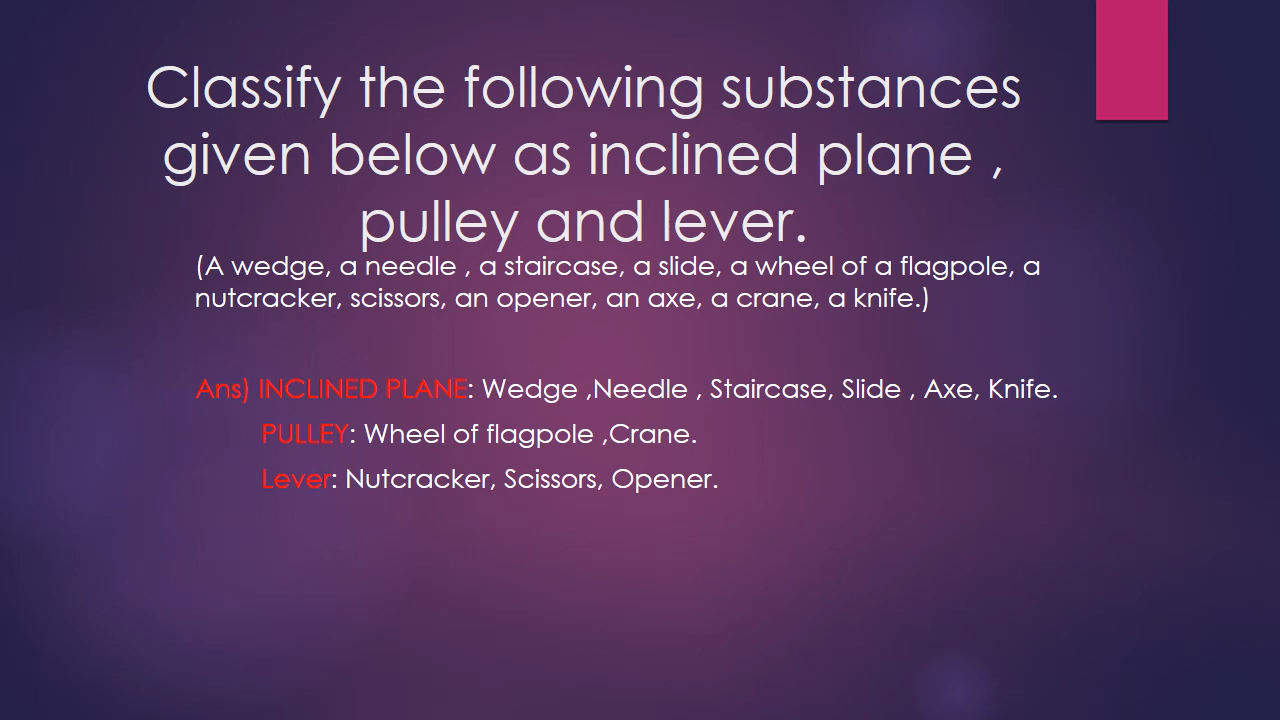 Classify the following substances
given below as inclined plane ,
pulley and lever.
(A wedge, a needle , a staircase, a slide, a wheel of a flagpole, a
nutcracker, scissors, an opener, an axe, a crane, a knife.)
Ans) INCLINED PLANE: Wedge ,Needle , Staircase, Slide , Axe, Knife.
PULLEY: Wheel of flagpole ,Crane.
Lever: Nutcracker, Scissors, Opener.